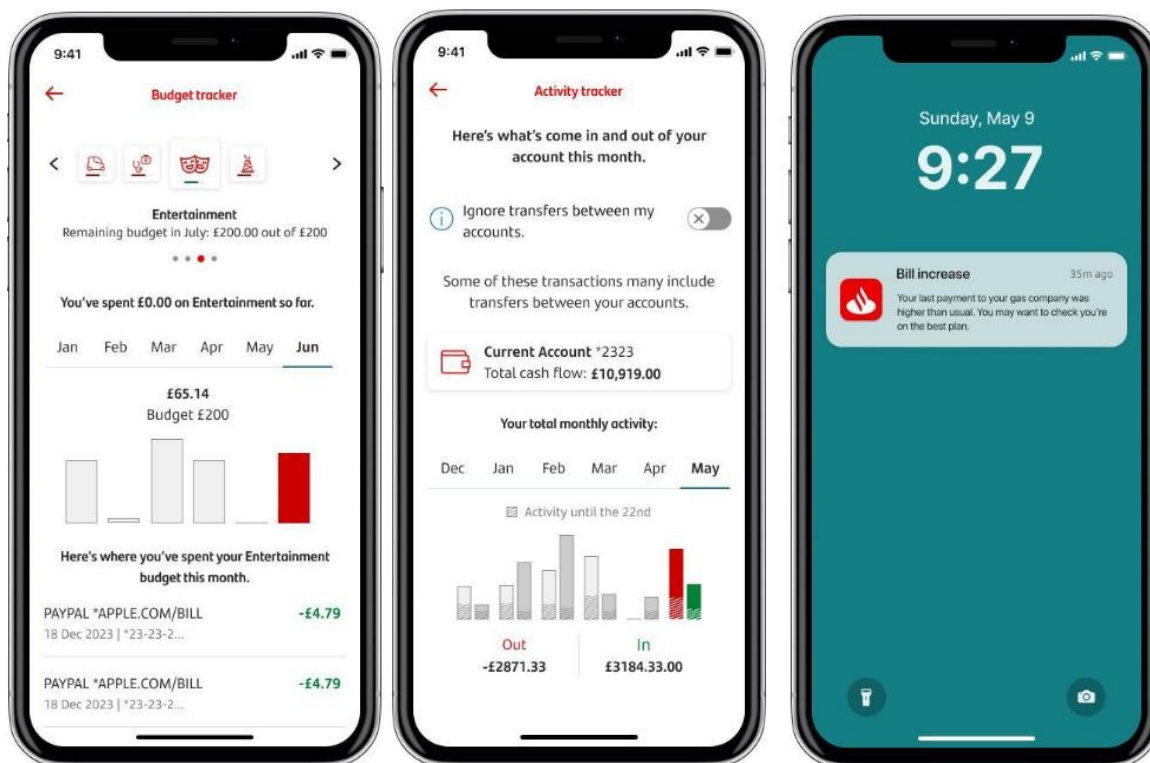 9:41
Budget tracker
Entertainment
Remaining budget in July: £200.00 out of £200
You've spent £0.00 on Entertainment so far.
Jan Feb Mar Apr May Jun
£65.14
Budget £200
Here's where you've spent your Entertainment
budget this month.
PAYPAL *APPLE.COM/BILL -£4.79
18 Dec 2023 | *23-23-2...
PAYPAL *APPLE.COM/BILL -£4.79
18 Dec 2023 | *23-23-2...
9:41
Activity tracker
Here's what's come in and out of your
account this month.
Ignore transfers between my
accounts.
Some of these transactions many include
transfers between your accounts.
Current Account *2323
Total cash flow: £10,919.00
Your total monthly activity:
Dec Jan Feb Mar Apr May
Activity until the 22nd
Out In
-£2871.33 £3184.33.00
Sunday, May 9
9:27
Bill increase 35m ago
Your last payment to your gas company was
higher than usual. You may want to check you're
on the best plan.